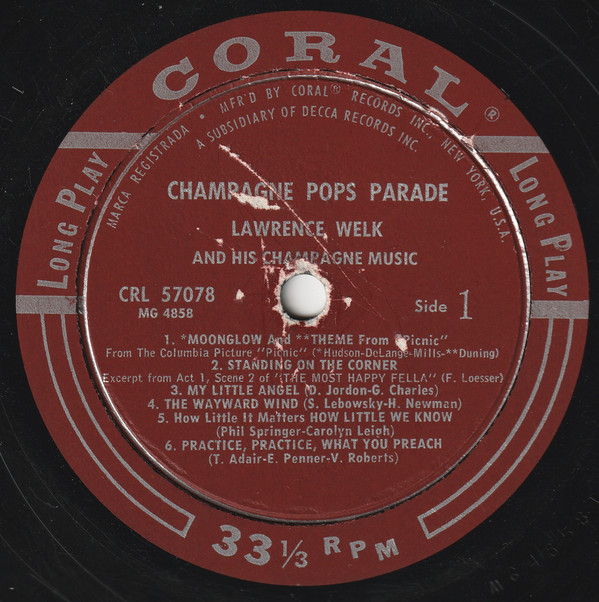 CORAL®
MARCA REGISTRADA • MFR'D BY CORAL® RECORDS INC., NEW YORK, U.S.A.
A SUBSIDIARY OF DECCA RECORDS INC.
LONG PLAY
LONG PLAY
CHAMPAGNE POPS PARADE
LAWRENCE WELK
AND HIS CHAMPAGNE MUSIC
CRL 57078
MG 4858
Side 1
1. *MOONGLOW And **THEME From "Picnic"
From The Columbia Picture "Picnic" (*Hudson-DeLange-Mills-**Duning)
2. STANDING ON THE CORNER
Excerpt from Act 1, Scene 2 of "THE MOST HAPPY FELLA" (F. Loesser)
3. MY LITTLE ANGEL (D. Jordon-G. Charles)
4. THE WAYWARD WIND (S. Lebowsky-H. Newman)
5. How Little It Matters HOW LITTLE WE KNOW
(Phil Springer-Carolyn Leigh)
6. PRACTICE, PRACTICE, WHAT YOU PREACH
(T. Adair-E. Penner-V. Roberts)
33 1/3 RPM